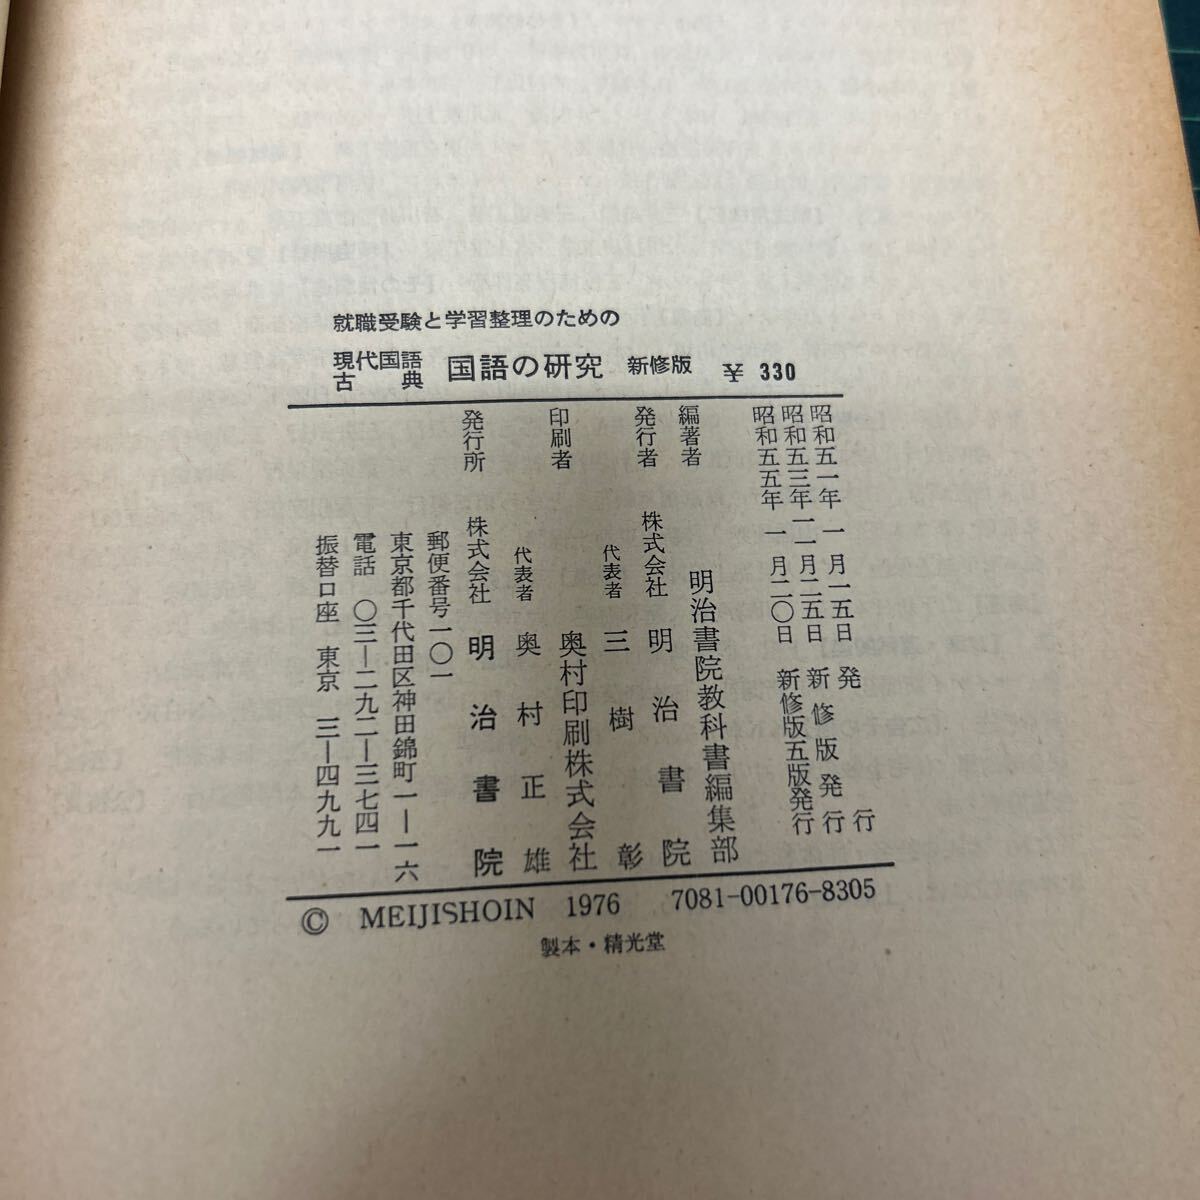 就職受験と学習整理のための
現代国語
古典
国語の研究 新修版 ¥330
昭和五一年 一月一五日 発行
昭和五三年一一月二五日 新修版発行
昭和五五年 一月二〇日 新修版五版発行
編著者 明治書院教科書編集部
発行者 株式会社 明治書院
代表者 三樹 彰
印刷者 奥村印刷株式会社
代表者 奥村正雄
発行所 株式会社 明治書院
郵便番号一〇一
東京都千代田区神田錦町一ー一六
電話 〇三ー二九二ー三七四一
振替口座 東京 三ー四九九一
© MEIJISHOIN 1976 7081-00176-8305
製本・精光堂